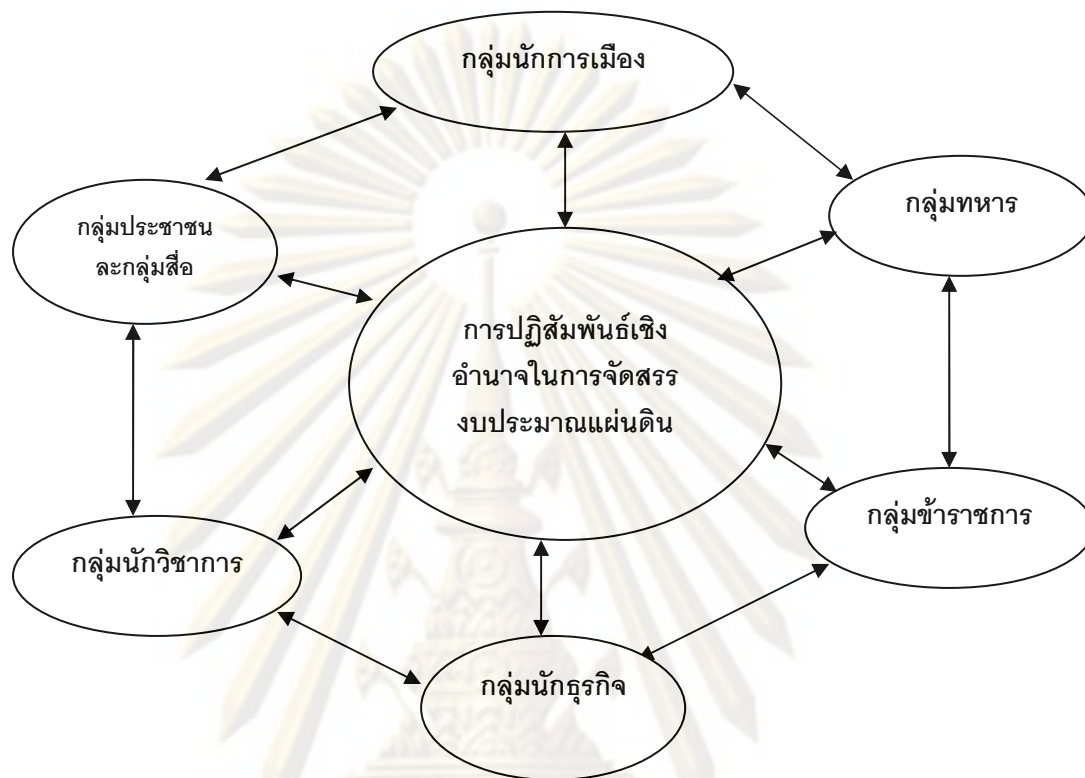 กลุ่มนักการเมือง
กลุ่มทหาร
กลุ่มประชาชน
ละกลุ่มสื่อ
การปฏิสัมพันธ์เชิง
อำนาจในการจัดสรร
งบประมาณแผ่นดิน
กลุ่มข้าราชการ
กลุ่มนักวิชาการ
กลุ่มนักธุรกิจ